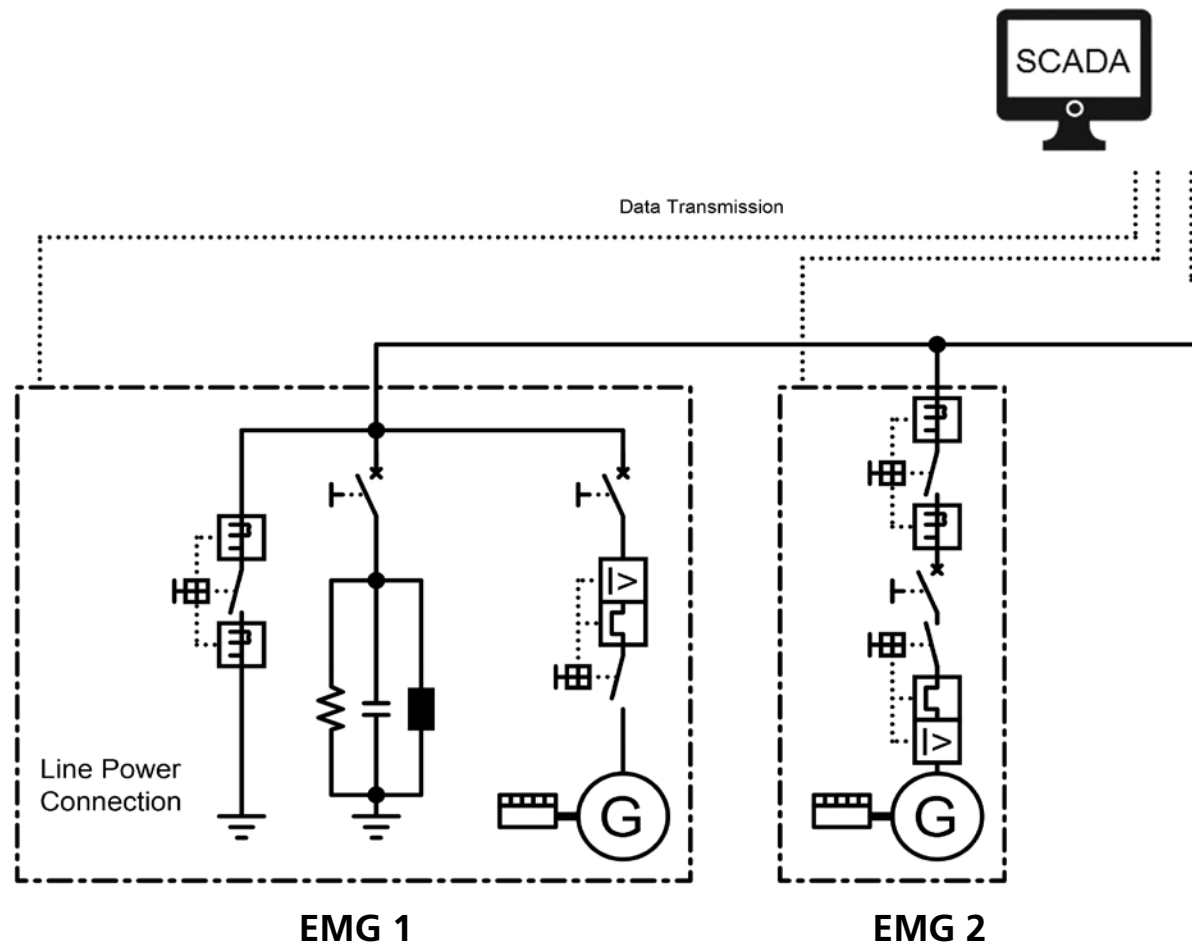 SCADA
Data Transmission
Line Power
Connection
G
G
EMG 1
EMG 2